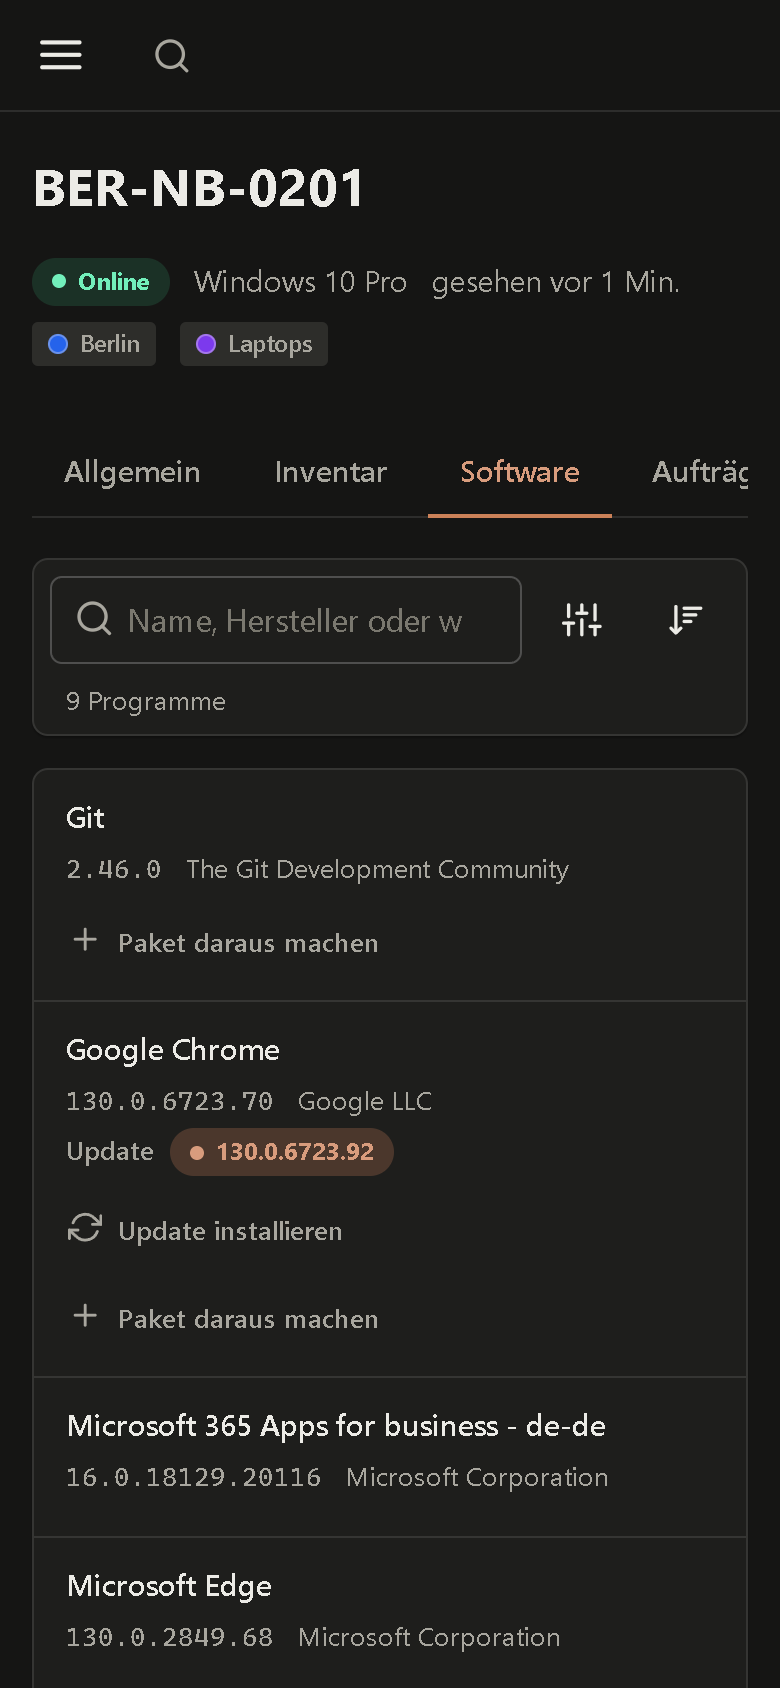 BER-NB-0201
Online Windows 10 Pro gesehen vor 1 Min.
Berlin Laptops
Allgemein Inventar Software Aufträg
Name, Hersteller oder w
9 Programme
Git
2.46.0 The Git Development Community
Paket daraus machen
Google Chrome
130.0.6723.70 Google LLC
Update 130.0.6723.92
Update installieren
Paket daraus machen
Microsoft 365 Apps for business - de-de
16.0.18129.20116 Microsoft Corporation
Microsoft Edge
130.0.2849.68 Microsoft Corporation